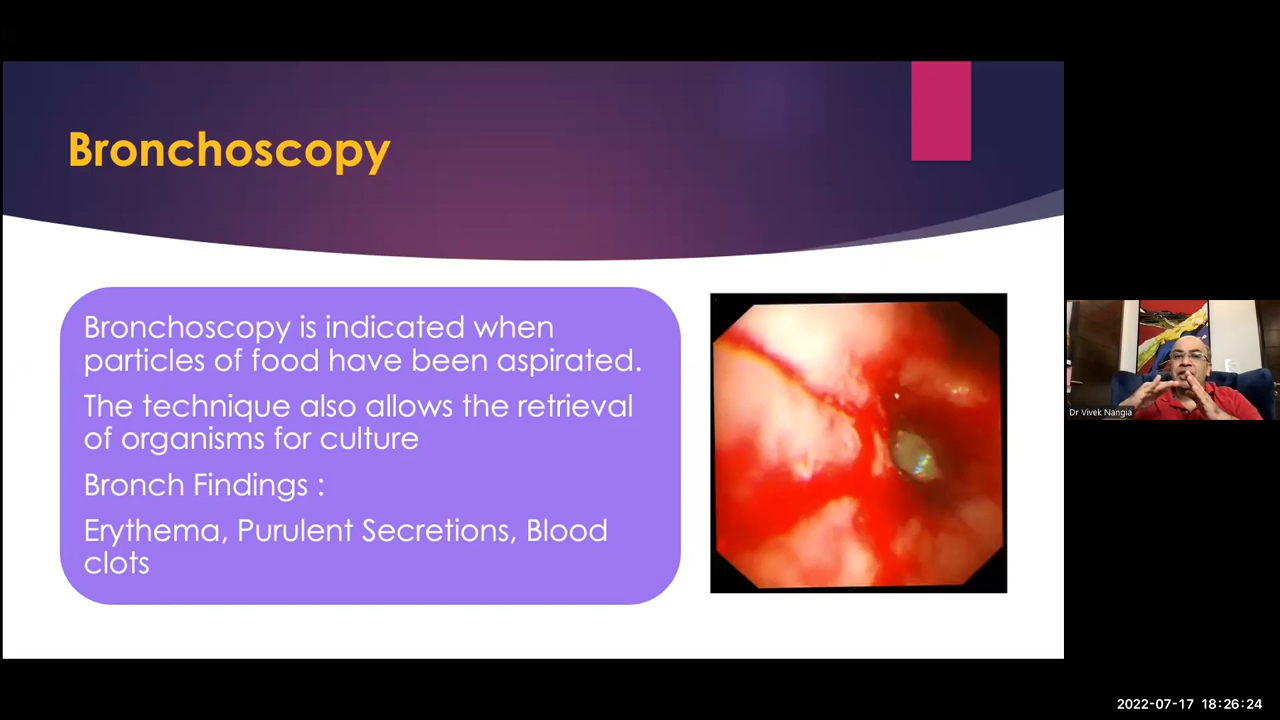 Bronchoscopy
Bronchoscopy is indicated when
particles of food have been aspirated.
The technique also allows the retrieval
of organisms for culture
Bronch Findings :
Erythema, Purulent Secretions, Blood
clots
Dr Vivek Nangia
2022-07-17 18:26:24